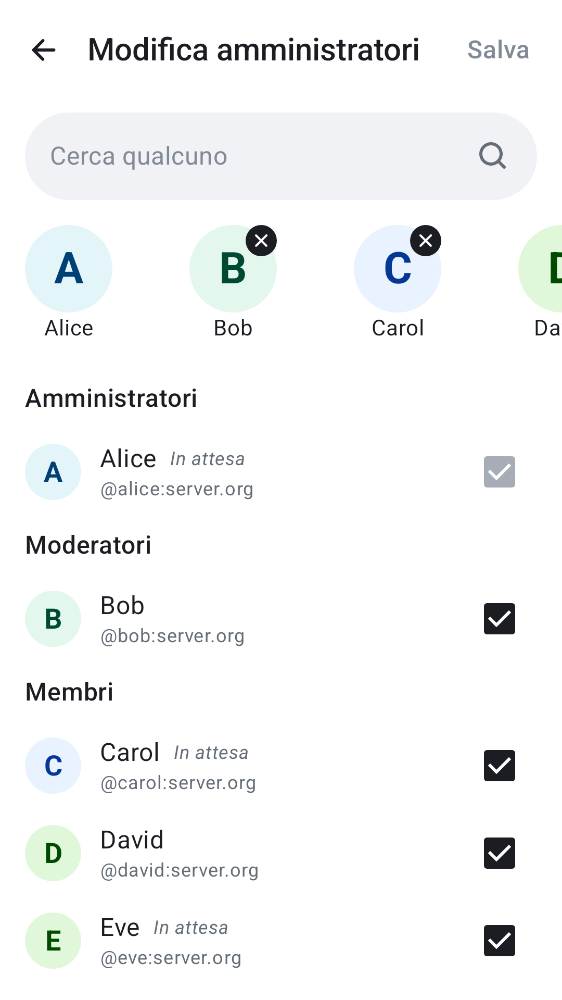 Modifica amministratori
Salva
Cerca qualcuno
A
B
C
D
Alice
Bob
Carol
Da
Amministratori
A
Alice In attesa
@alice:server.org
Moderatori
B
Bob
@bob:server.org
Membri
C
Carol In attesa
@carol:server.org
D
David
@david:server.org
E
Eve In attesa
@eve:server.org